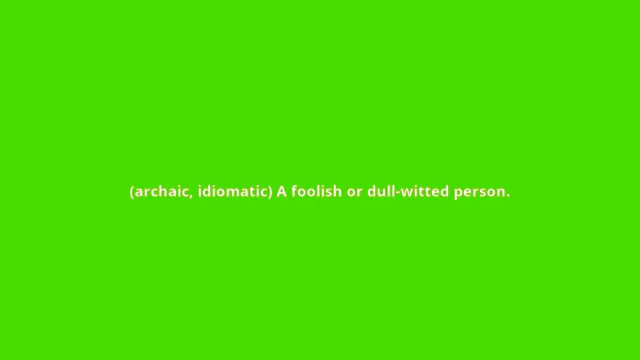 (archaic, idiomatic) A foolish or dull-witted person.